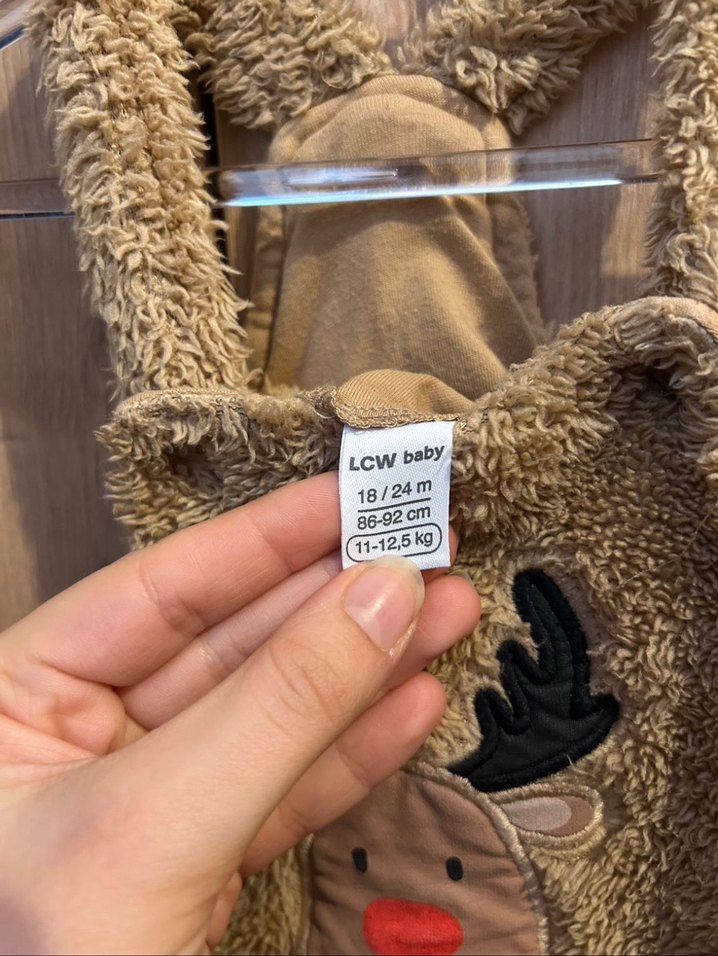 LCW baby
18 / 24 m
86-92 cm
11-12,5 kg